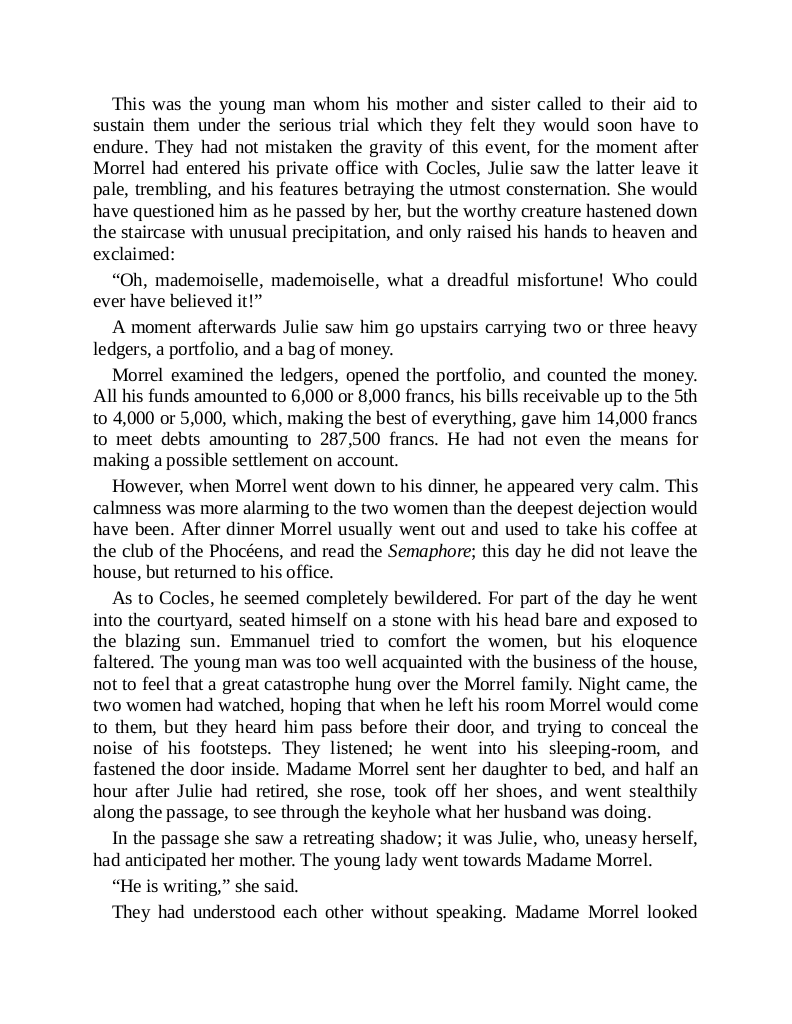 This was the young man whom his mother and sister called to their aid to
sustain them under the serious trial which they felt they would soon have to
endure. They had not mistaken the gravity of this event, for the moment after
Morrel had entered his private office with Cocles, Julie saw the latter leave it
pale, trembling, and his features betraying the utmost consternation. She would
have questioned him as he passed by her, but the worthy creature hastened down
the staircase with unusual precipitation, and only raised his hands to heaven and
exclaimed:
“Oh, mademoiselle, mademoiselle, what a dreadful misfortune! Who could
ever have believed it!”
A moment afterwards Julie saw him go upstairs carrying two or three heavy
ledgers, a portfolio, and a bag of money.
Morrel examined the ledgers, opened the portfolio, and counted the money.
All his funds amounted to 6,000 or 8,000 francs, his bills receivable up to the 5th
to 4,000 or 5,000, which, making the best of everything, gave him 14,000 francs
to meet debts amounting to 287,500 francs. He had not even the means for
making a possible settlement on account.
However, when Morrel went down to his dinner, he appeared very calm. This
calmness was more alarming to the two women than the deepest dejection would
have been. After dinner Morrel usually went out and used to take his coffee at
the club of the Phocéens, and read the Semaphore; this day he did not leave the
house, but returned to his office.
As to Cocles, he seemed completely bewildered. For part of the day he went
into the courtyard, seated himself on a stone with his head bare and exposed to
the blazing sun. Emmanuel tried to comfort the women, but his eloquence
faltered. The young man was too well acquainted with the business of the house,
not to feel that a great catastrophe hung over the Morrel family. Night came, the
two women had watched, hoping that when he left his room Morrel would come
to them, but they heard him pass before their door, and trying to conceal the
noise of his footsteps. They listened; he went into his sleeping-room, and
fastened the door inside. Madame Morrel sent her daughter to bed, and half an
hour after Julie had retired, she rose, took off her shoes, and went stealthily
along the passage, to see through the keyhole what her husband was doing.
In the passage she saw a retreating shadow; it was Julie, who, uneasy herself,
had anticipated her mother. The young lady went towards Madame Morrel.
“He is writing,” she said.
They had understood each other without speaking. Madame Morrel looked